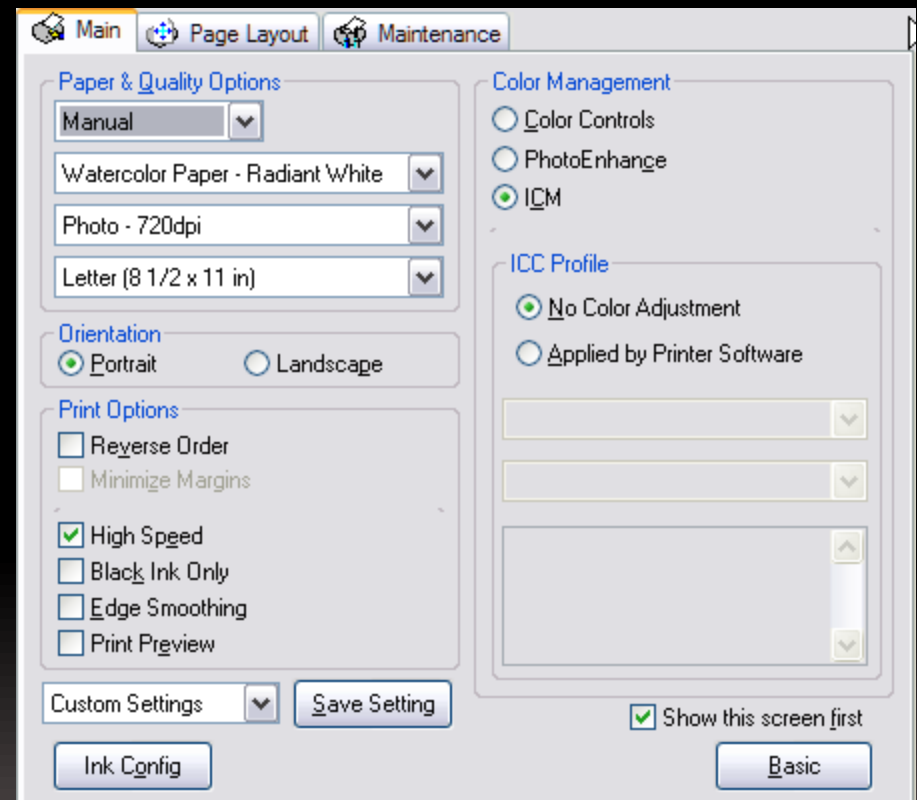 Main
Page Layout
Maintenance
Paper & Quality Options
Manual
Watercolor Paper - Radiant White
Photo - 720dpi
Letter (8 1/2 x 11 in)
Orientation
Portrait
Landscape
Print Options
Reverse Order
Minimize Margins
High Speed
Black Ink Only
Edge Smoothing
Print Preview
Custom Settings
Save Setting
Ink Config
Color Management
Color Controls
PhotoEnhance
ICM
ICC Profile
No Color Adjustment
Applied by Printer Software
Show this screen first
Basic